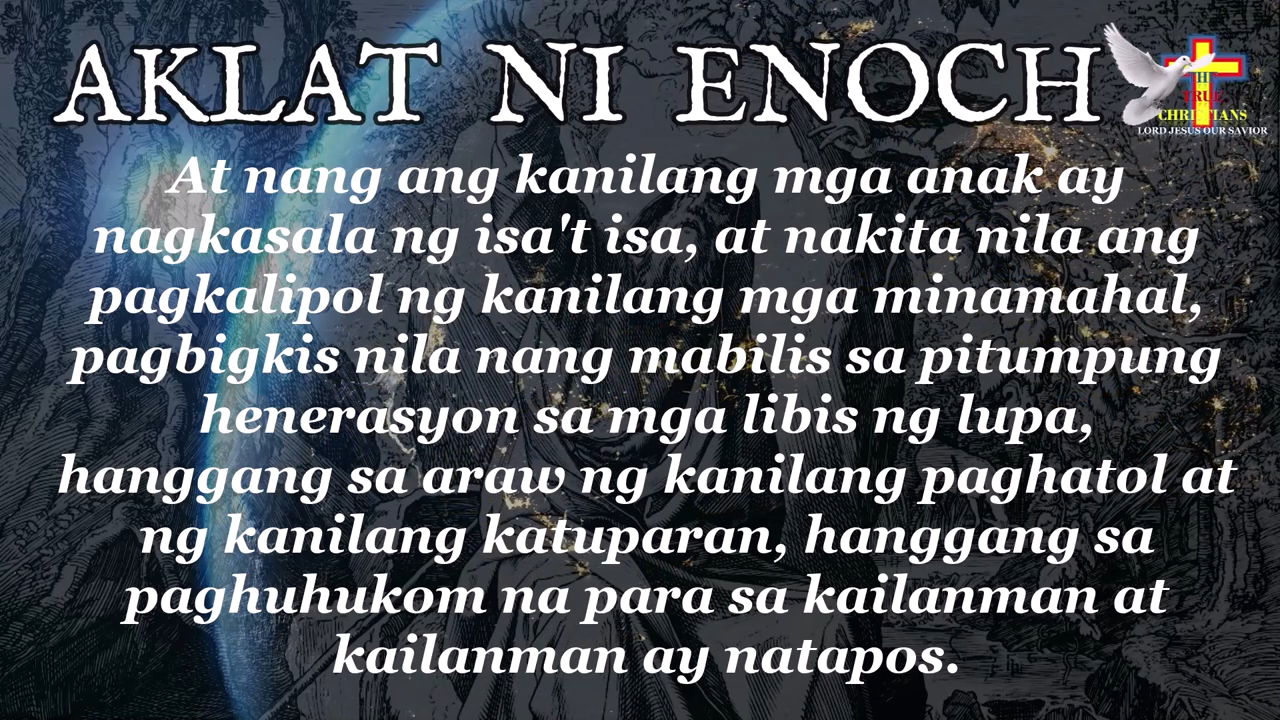 AKLAT NI ENOCH
TRUE
CHRISTIANS
LORD JESUS OUR SAVIOR
At nang ang kanilang mga anak ay
nagkasala ng isa't isa, at nakita nila ang
pagkalipol ng kanilang mga minamahal,
pagbigkis nila nang mabilis sa pitumpung
henerasyon sa mga libis ng lupa,
hanggang sa araw ng kanilang paghatol at
ng kanilang katuparan, hanggang sa
paghuhukom na para sa kailanman at
kailanman ay natapos.